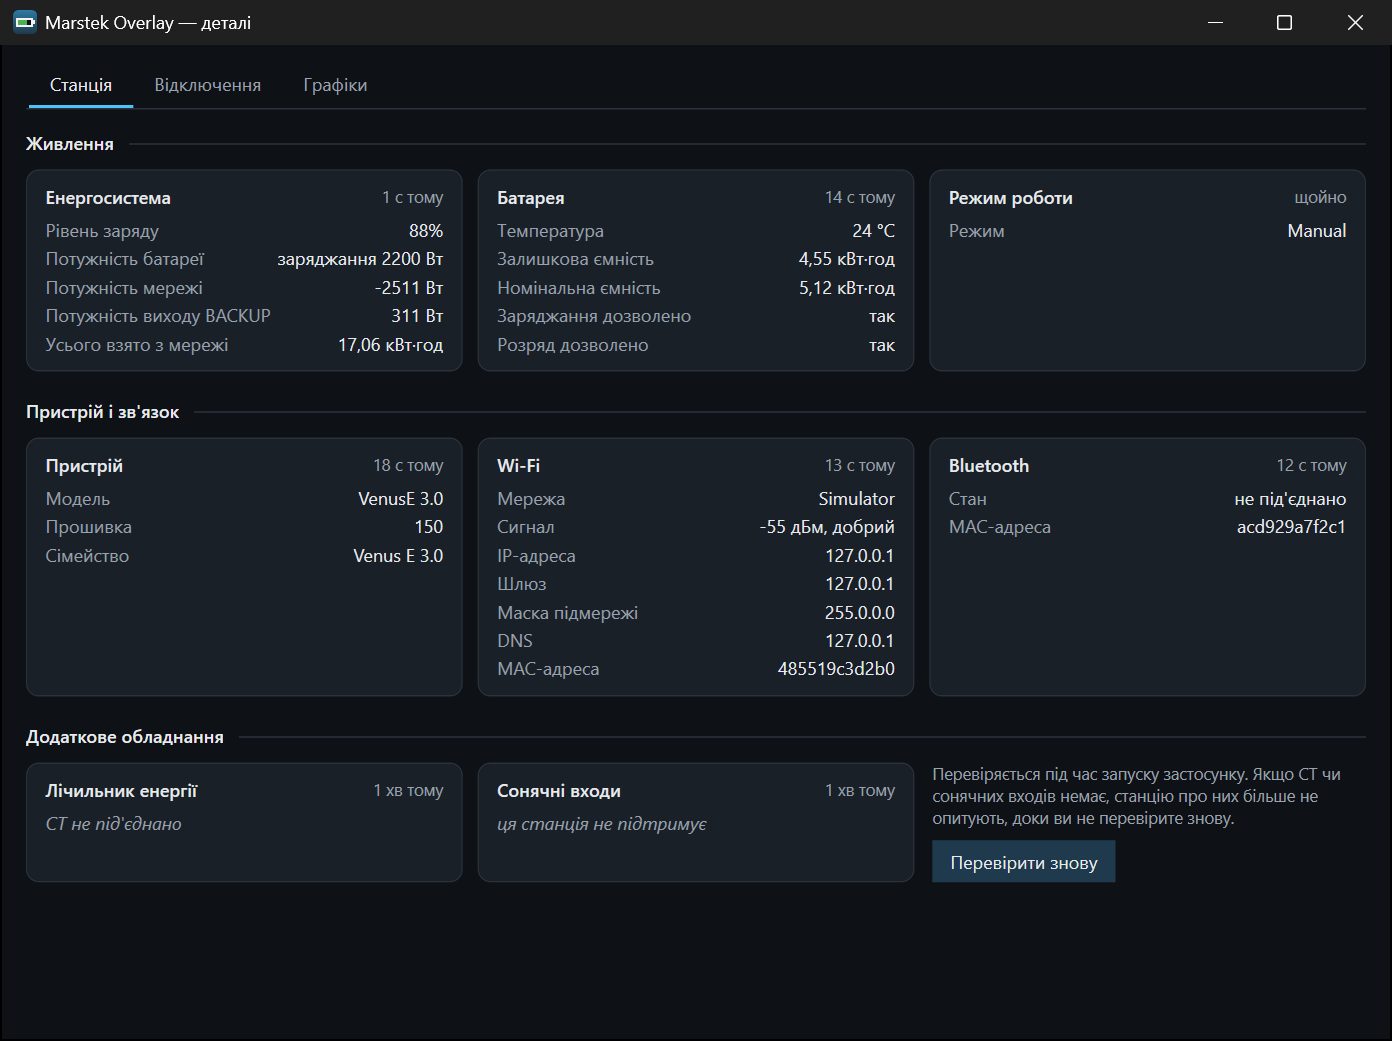 Marstek Overlay — деталі
Станція Відключення Графіки
Живлення
Енергосистема 1 с тому
Рівень заряду 88%
Потужність батареї заряджання 2200 Вт
Потужність мережі -2511 Вт
Потужність виходу BACKUP 311 Вт
Усього взято з мережі 17,06 кВт·год
Батарея 14 с тому
Температура 24 °C
Залишкова ємність 4,55 кВт·год
Номінальна ємність 5,12 кВт·год
Заряджання дозволено так
Розряд дозволено так
Режим роботи щойно
Режим Manual
Пристрій і зв'язок
Пристрій 18 с тому
Модель VenusE 3.0
Прошивка 150
Сімейство Venus E 3.0
Wi-Fi 13 с тому
Мережа Simulator
Сигнал -55 дБм, добрий
IP-адреса 127.0.0.1
Шлюз 127.0.0.1
Маска підмережі 255.0.0.0
DNS 127.0.0.1
MAC-адреса 485519c3d2b0
Bluetooth 12 с тому
Стан не під'єднано
MAC-адреса acd929a7f2c1
Додаткове обладнання
Лічильник енергії 1 хв тому
CT не під'єднано
Сонячні входи 1 хв тому
ця станція не підтримує
Перевіряється під час запуску застосунку. Якщо CT чи
сонячних входів немає, станцію про них більше не
опитують, доки ви не перевірите знову.
Перевірити знову